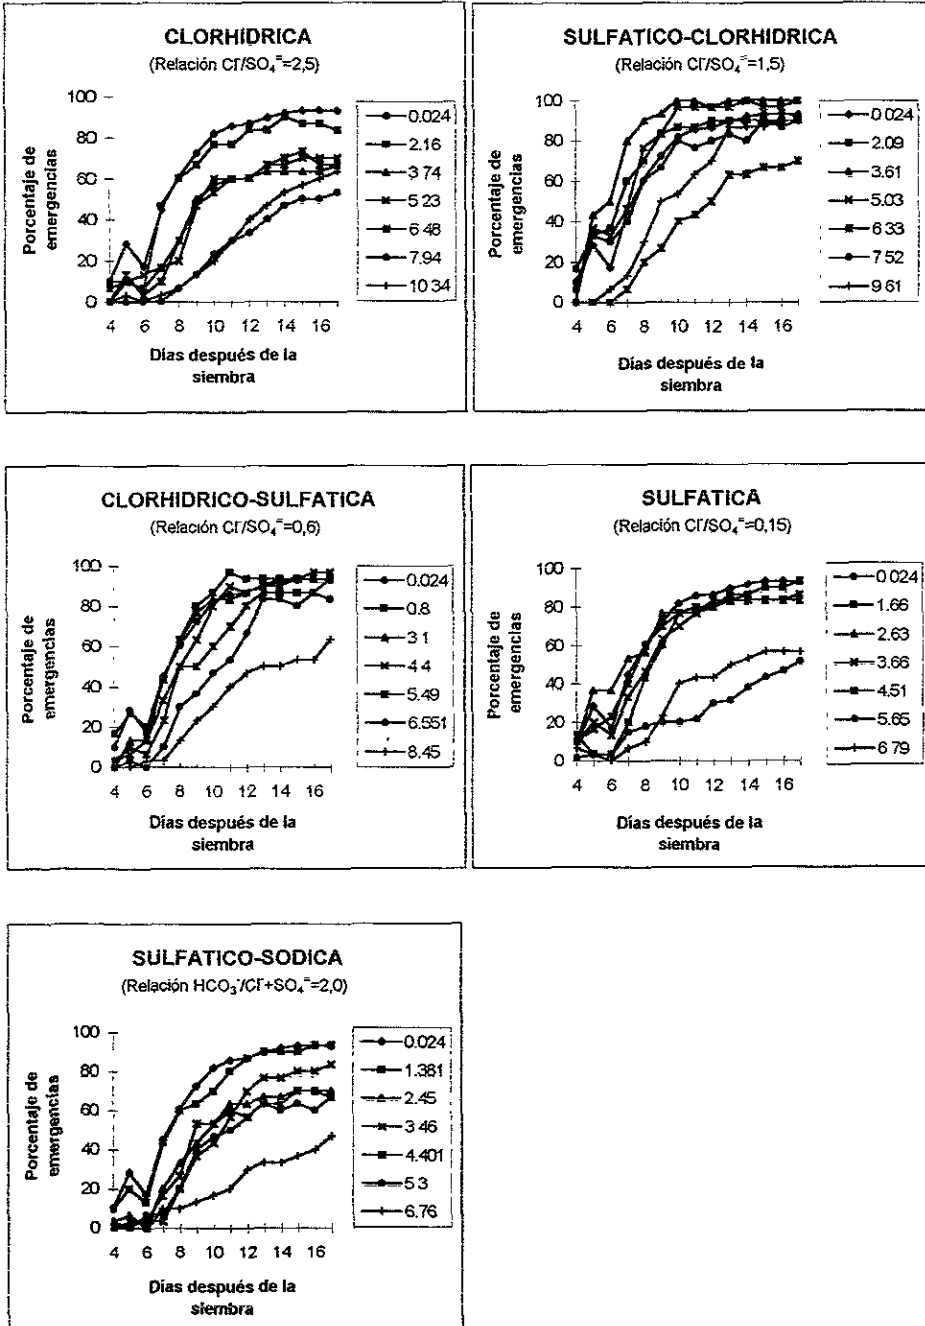 CLORHIDRICA
(Relación Cl⁻/SO₄⁼=2,5)
Porcentaje de
emergencias
100
80
60
40
20
0
4 6 8 10 12 14 16
Días después de la
siembra
0.024
2.16
3 74
5 23
6 48
7.94
10 34
SULFATICO-CLORHIDRICA
(Relación Cl⁻/SO₄⁼=1,5)
Porcentaje de
emergencias
100
80
60
40
20
0
4 6 8 10 12 14 16
Días después de la
siembra
0 024
2.09
3.61
5.03
6 33
7 52
9 61
CLORHIDRICO-SULFATICA
(Relación Cl⁻/SO₄⁼=0,6)
Porcentaje de
emergencias
100
80
60
40
20
0
4 6 8 10 12 14 16
Días después de la
siembra
0.024
0.8
3 1
4 4
5.49
6.551
8.45
SULFATICA
(Relación Cl⁻/SO₄⁼=0,15)
Porcentaje de
emergencias
100
80
60
40
20
0
4 6 8 10 12 14 16
Días después de la
siembra
0 024
1.66
2.63
3.66
4.51
5.65
6 79
SULFATICO-SODICA
(Relación HCO₃⁻/Cl⁻+SO₄⁼=2,0)
Porcentaje de
emergencias
100
80
60
40
20
0
4 6 8 10 12 14 16
Días después de la
siembra
0.024
1.381
2.45
3 46
4.401
5 3
6.76